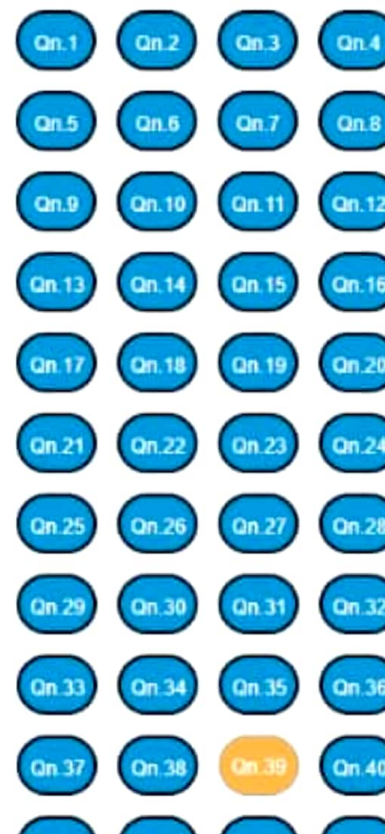 Qn.1 Qn.2 Qn.3 Qn.4
Qn.5 Qn.6 Qn.7 Qn.8
Qn.9 Qn.10 Qn.11 Qn.12
Qn.13 Qn.14 Qn.15 Qn.16
Qn.17 Qn.18 Qn.19 Qn.20
Qn.21 Qn.22 Qn.23 Qn.24
Qn.25 Qn.26 Qn.27 Qn.28
Qn.29 Qn.30 Qn.31 Qn.32
Qn.33 Qn.34 Qn.35 Qn.36
Qn.37 Qn.38 Qn.39 Qn.40